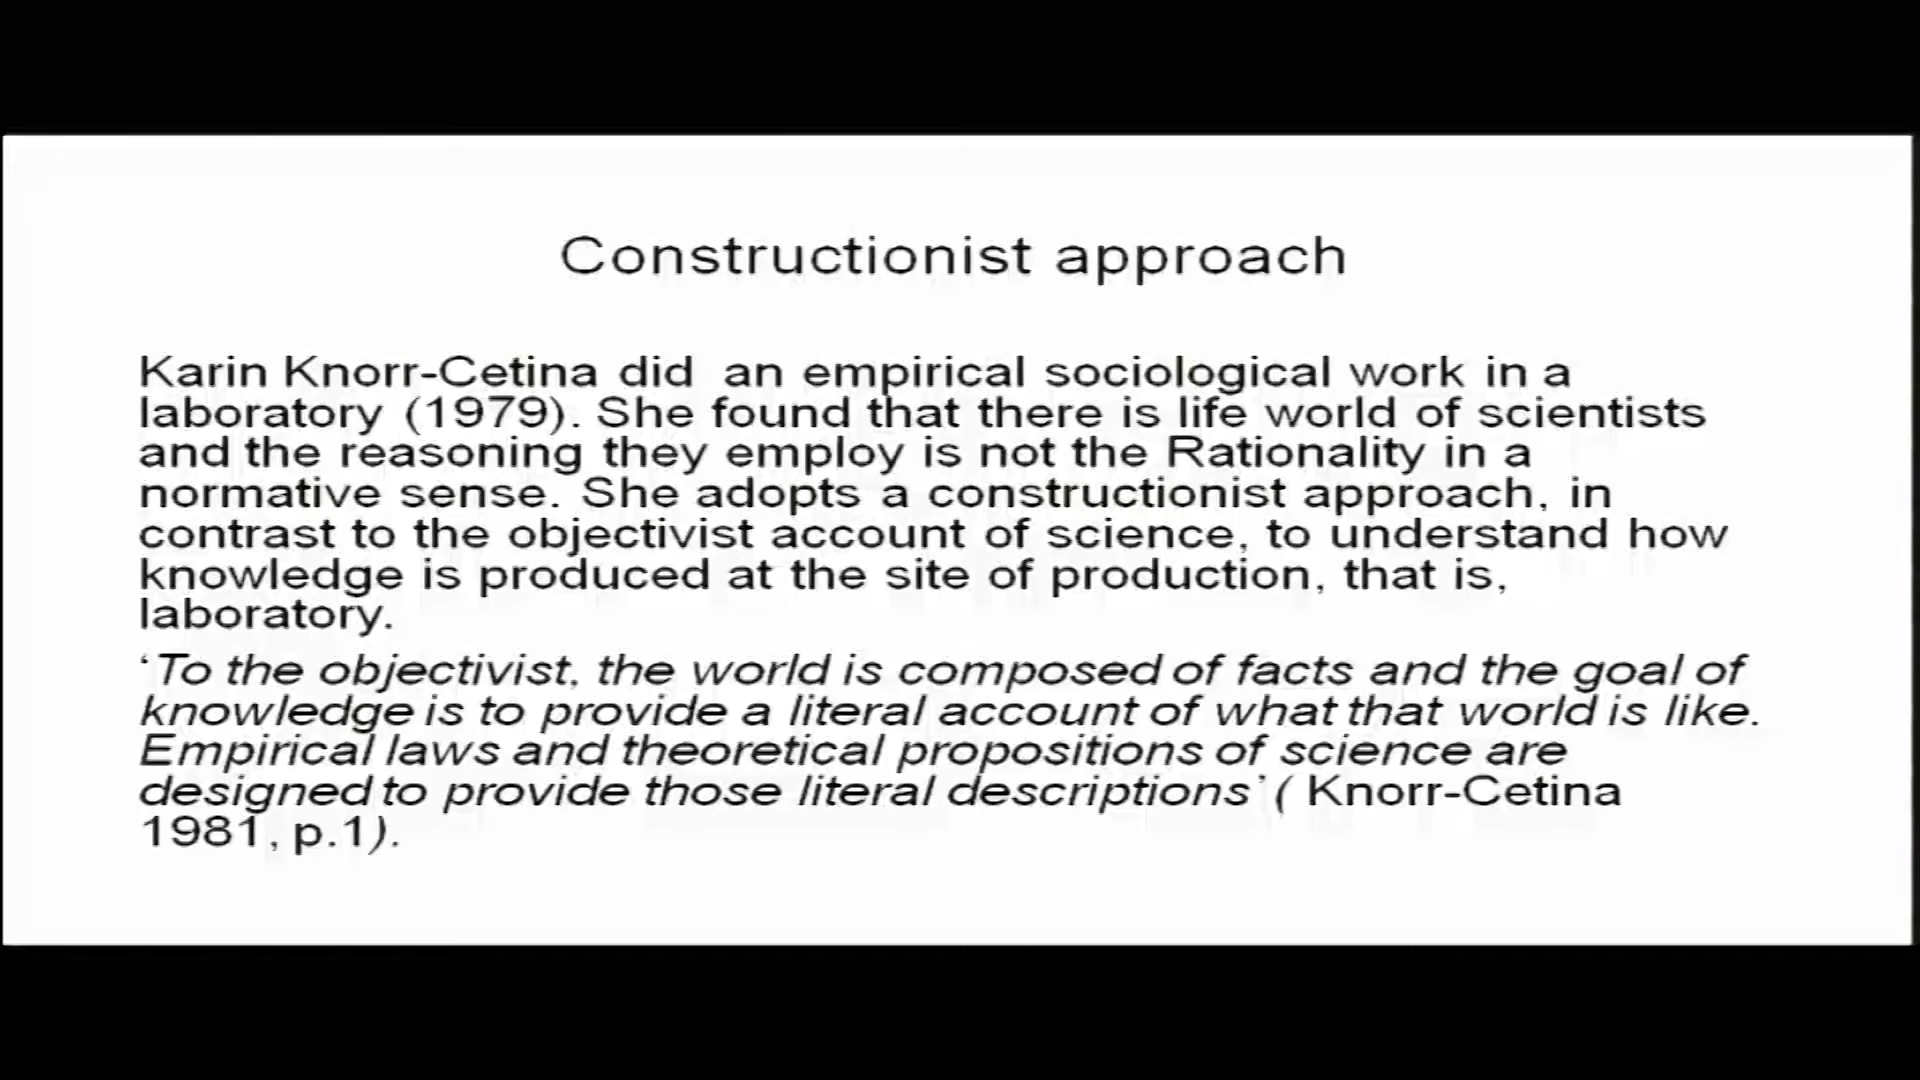 Constructionist approach
Karin Knorr-Cetina did an empirical sociological work in a
laboratory (1979). She found that there is life world of scientists
and the reasoning they employ is not the Rationality in a
normative sense. She adopts a constructionist approach, in
contrast to the objectivist account of science, to understand how
knowledge is produced at the site of production, that is,
laboratory.
‘To the objectivist, the world is composed of facts and the goal of
knowledge is to provide a literal account of what that world is like.
Empirical laws and theoretical propositions of science are
designed to provide those literal descriptions’ ( Knorr-Cetina
1981, p.1).